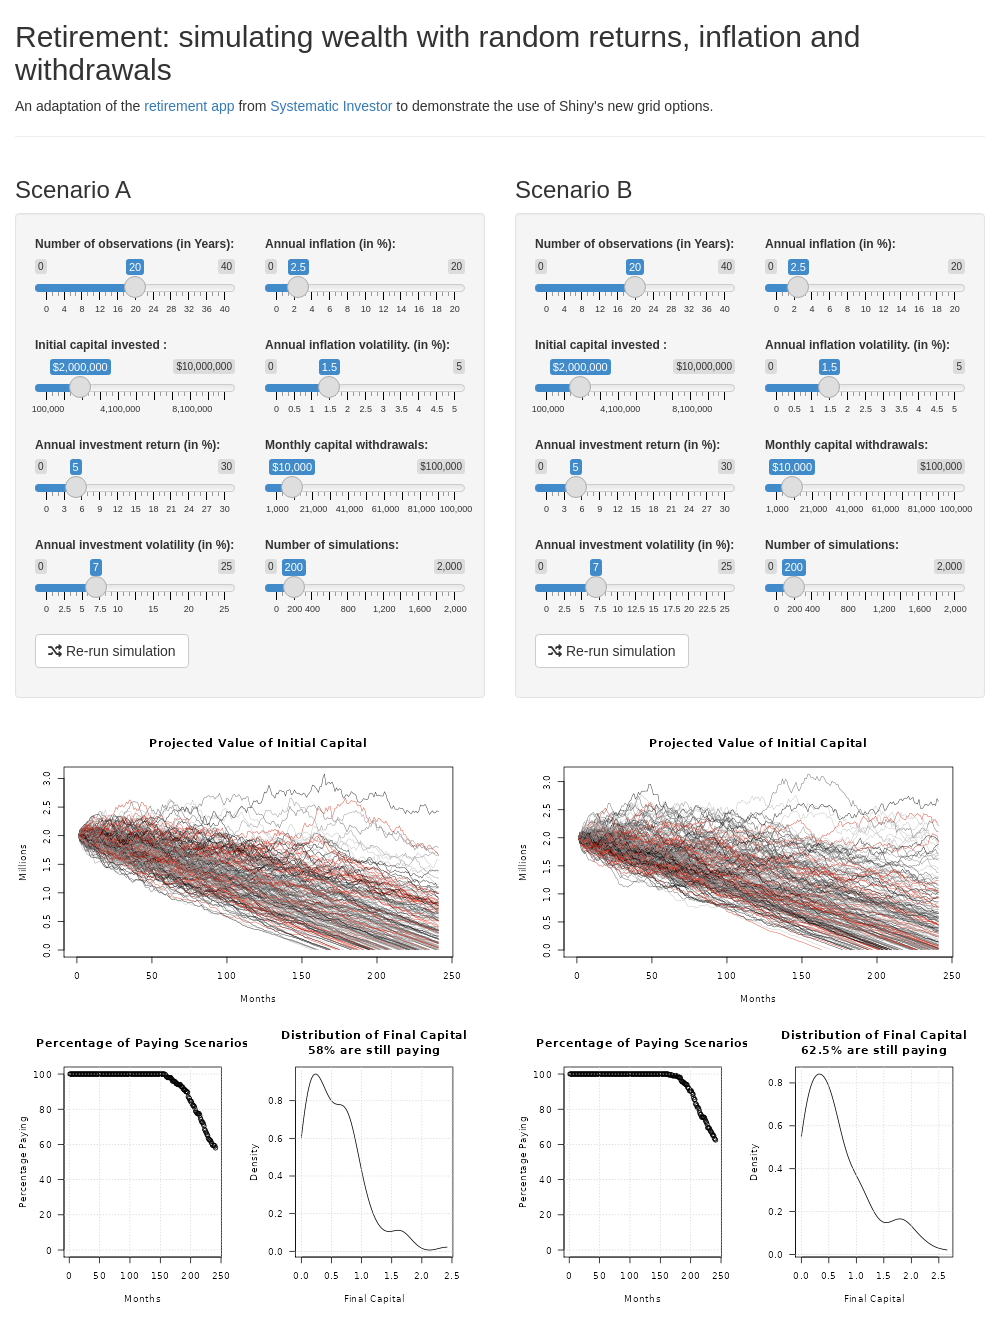 Retirement: simulating wealth with random returns, inflation and
withdrawals
An adaptation of the retirement app from Systematic Investor to demonstrate the use of Shiny's new grid options.
Scenario A
Number of observations (in Years):
0 20 40
0 4 8 12 16 20 24 28 32 36 40
Annual inflation (in %):
0 2.5 20
0 2 4 6 8 10 12 14 16 18 20
Initial capital invested :
$2,000,000 $10,000,000
100,000 4,100,000 8,100,000
Annual inflation volatility. (in %):
0 1.5 5
0 0.5 1 1.5 2 2.5 3 3.5 4 4.5 5
Annual investment return (in %):
0 5 30
0 3 6 9 12 15 18 21 24 27 30
Monthly capital withdrawals:
$10,000 $100,000
1,000 21,000 41,000 61,000 81,000 100,000
Annual investment volatility (in %):
0 7 25
0 2.5 5 7.5 10 15 20 25
Number of simulations:
0 200 2,000
0 200 400 800 1,200 1,600 2,000
Re-run simulation
Scenario B
Number of observations (in Years):
0 20 40
0 4 8 12 16 20 24 28 32 36 40
Annual inflation (in %):
0 2.5 20
0 2 4 6 8 10 12 14 16 18 20
Initial capital invested :
$2,000,000 $10,000,000
100,000 4,100,000 8,100,000
Annual inflation volatility. (in %):
0 1.5 5
0 0.5 1 1.5 2 2.5 3 3.5 4 4.5 5
Annual investment return (in %):
0 5 30
0 3 6 9 12 15 18 21 24 27 30
Monthly capital withdrawals:
$10,000 $100,000
1,000 21,000 41,000 61,000 81,000 100,000
Annual investment volatility (in %):
0 7 25
0 2.5 5 7.5 10 12.5 15 17.5 20 22.5 25
Number of simulations:
0 200 2,000
0 200 400 800 1,200 1,600 2,000
Re-run simulation
Projected Value of Initial Capital
Millions
3.0
2.5
2.0
1.5
1.0
0.5
0.0
0 50 100 150 200 250
Months
Percentage of Paying Scenarios
Percentage Paying
100
80
60
40
20
0
0 50 100 150 200 250
Months
Distribution of Final Capital
58% are still paying
Density
0.8
0.6
0.4
0.2
0.0
0.0 0.5 1.0 1.5 2.0 2.5
Final Capital
Projected Value of Initial Capital
Millions
3.0
2.5
2.0
1.5
1.0
0.5
0.0
0 50 100 150 200 250
Months
Percentage of Paying Scenarios
Percentage Paying
100
80
60
40
20
0
0 50 100 150 200 250
Months
Distribution of Final Capital
62.5% are still paying
Density
0.8
0.6
0.4
0.2
0.0
0.0 0.5 1.0 1.5 2.0 2.5
Final Capital